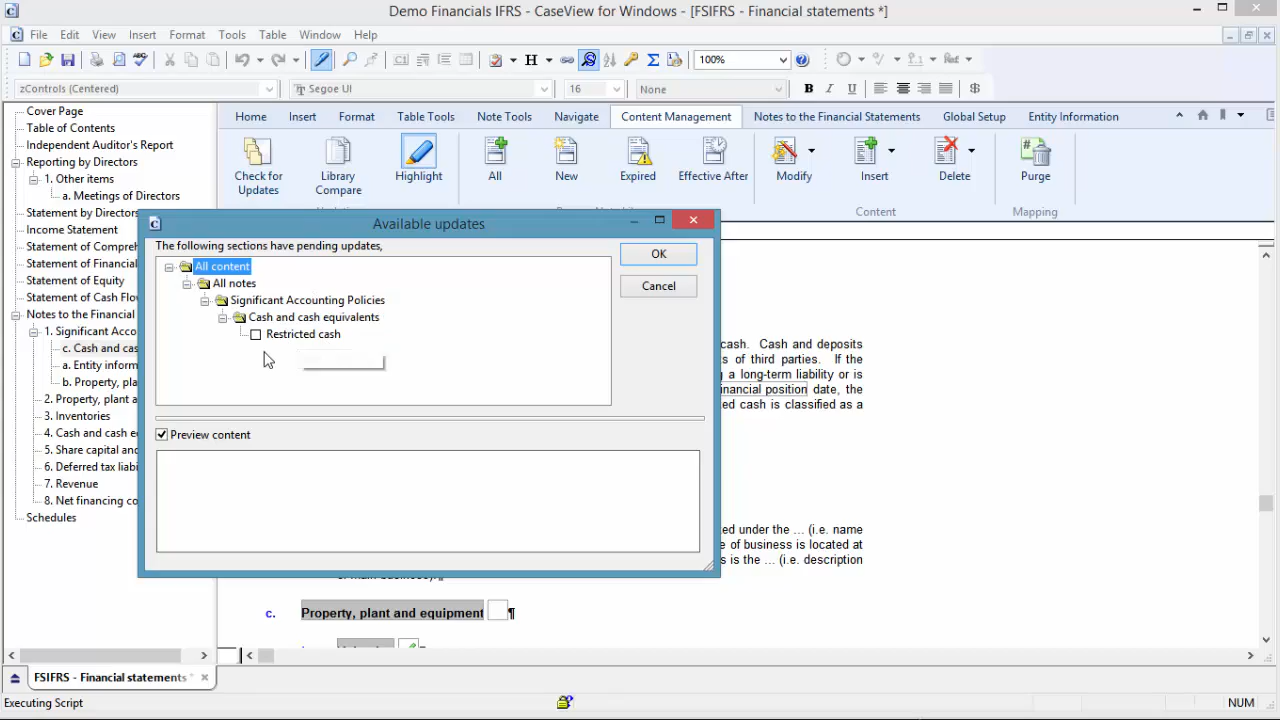 Demo Financials IFRS - CaseView for Windows - [FSIFRS - Financial statements *]
File Edit View Insert Format Tools Table Window Help
100%
zControls (Centered) Segoe UI 16 None B I U
Cover Page
Table of Contents
Independent Auditor's Report
Reporting by Directors
1. Other items
a. Meetings of Directors
Statement by Directors
Income Statement
Statement of Compreh
Statement of Financial
Statement of Equity
Statement of Cash Flow
Notes to the Financial
1. Significant Acco
c. Cash and cas
a. Entity inform
b. Property, pla
2. Property, plant a
3. Inventories
4. Cash and cash e
5. Share capital and
6. Deferred tax liabi
7. Revenue
8. Net financing co
Schedules
Home Insert Format Table Tools Note Tools Navigate Content Management Notes to the Financial Statements Global Setup Entity Information
Check for Updates
Library Compare
Highlight
All
New
Expired
Effective After
Modify
Insert
Delete
Purge
Content
Mapping
Available updates
The following sections have pending updates,
All content
All notes
Significant Accounting Policies
Cash and cash equivalents
Restricted cash
OK
Cancel
Preview content
cash. Cash and deposits
s of third parties. If the
g a long-term liability or is
inancial position date, the
ed cash is classified as a
ed under the ... (i.e. name
e of business is located at
s is the ... (i.e. description
c. Property, plant and equipment ¶
FSIFRS - Financial statements *
Executing Script
NUM